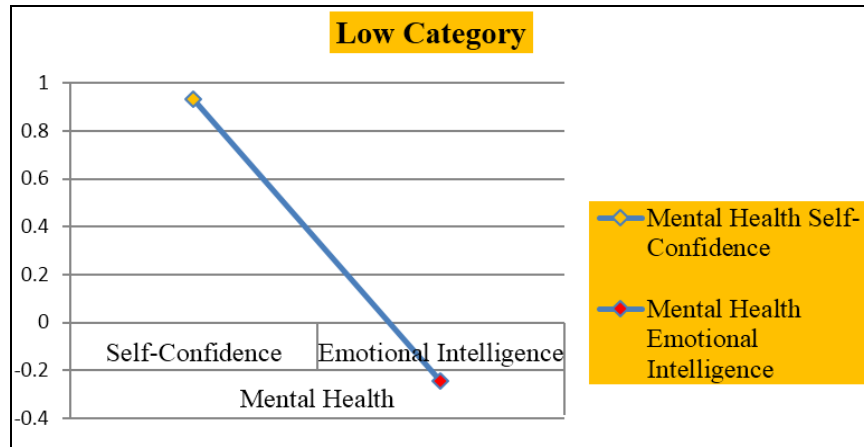 Low Category
1
0.8
0.6
0.4
0.2
0
-0.2
-0.4
Self-Confidence
Emotional Intelligence
Mental Health
Mental Health Self-
Confidence
Mental Health
Emotional
Intelligence